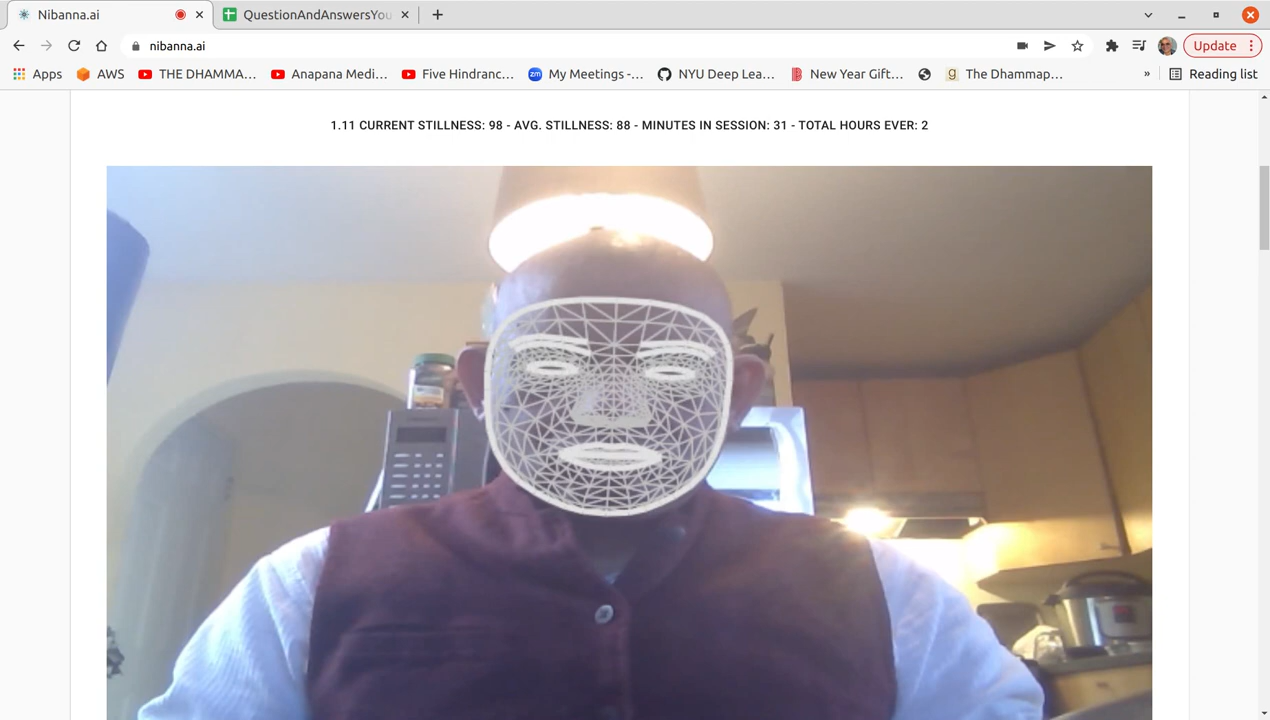 Nibanna.ai
QuestionAndAnswersYou
nibanna.ai
Update
Apps
AWS
THE DHAMMA…
Anapana Medi…
Five Hindranc…
zm
My Meetings -…
NYU Deep Lea…
New Year Gift…
g
The Dhammap…
»
Reading list
1.11 CURRENT STILLNESS: 98 - AVG. STILLNESS: 88 - MINUTES IN SESSION: 31 - TOTAL HOURS EVER: 2